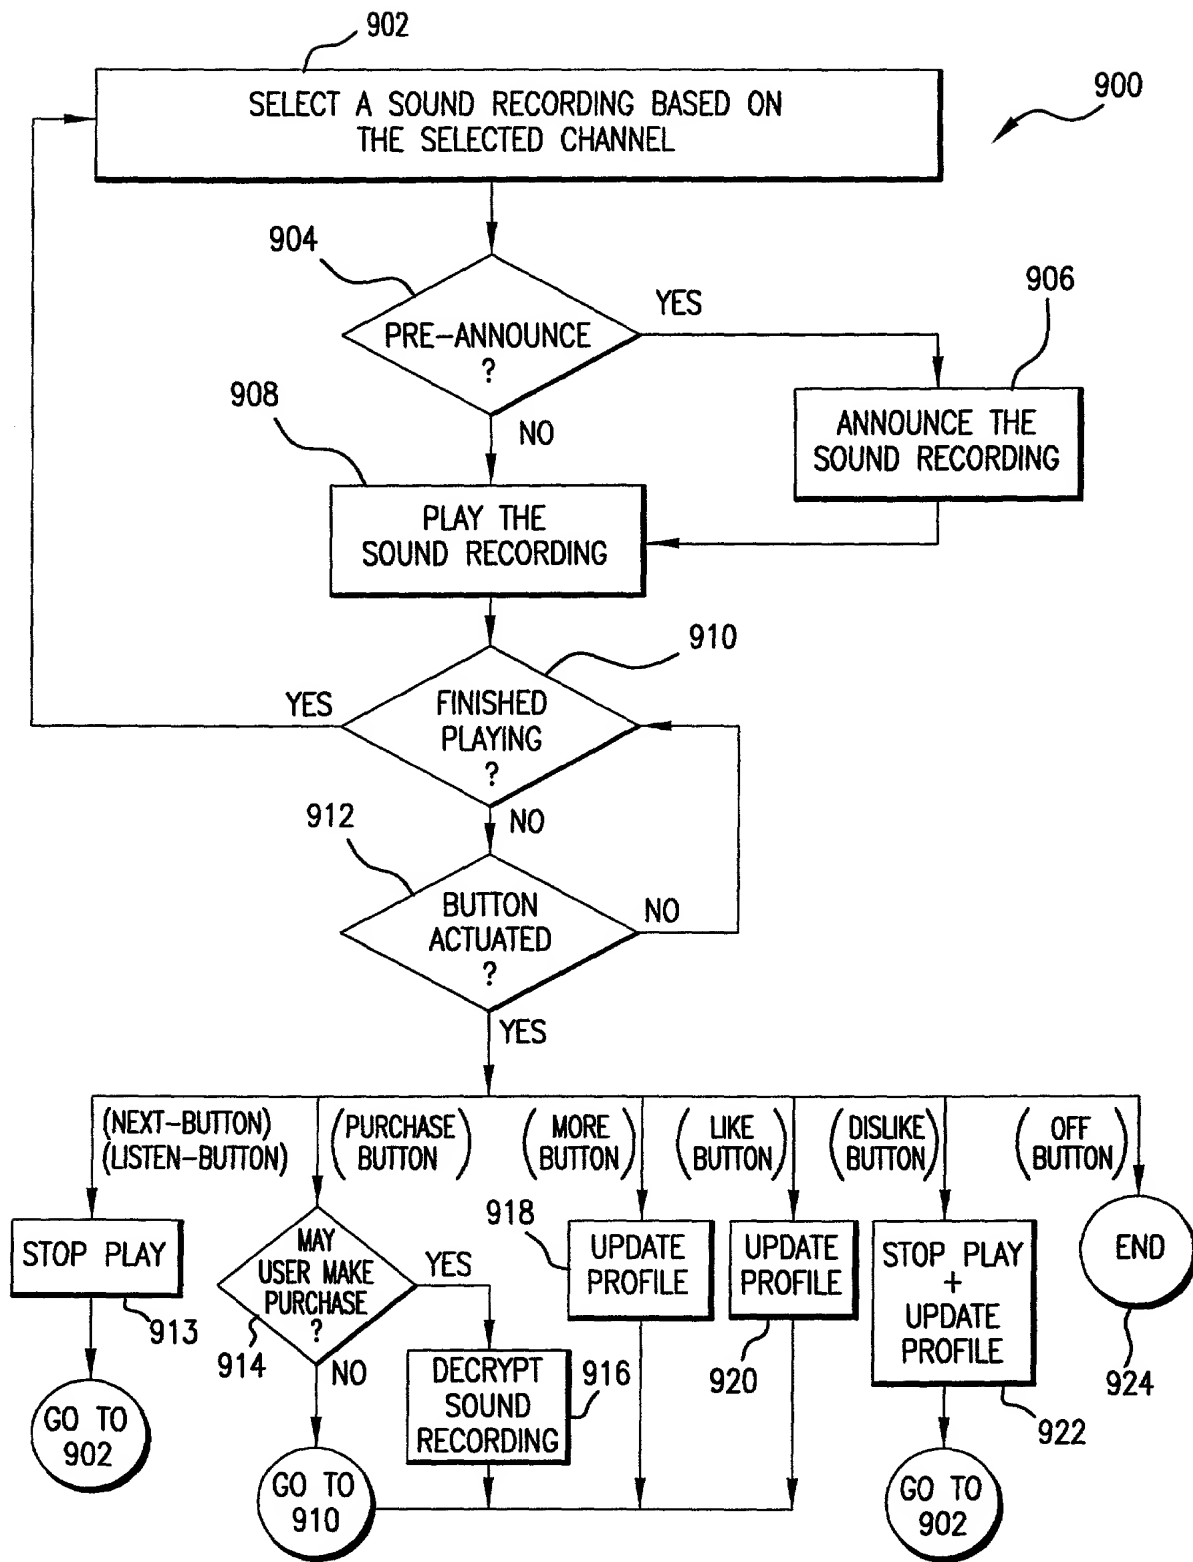 902
SELECT A SOUND RECORDING BASED ON
THE SELECTED CHANNEL
900
904
PRE-ANNOUNCE
?
YES
906
NO
ANNOUNCE THE
SOUND RECORDING
908
PLAY THE
SOUND RECORDING
910
YES
FINISHED
PLAYING
?
NO
912
BUTTON
ACTUATED
?
NO
YES
(NEXT-BUTTON)
(LISTEN-BUTTON)
(PURCHASE
BUTTON)
(MORE
BUTTON)
(LIKE
BUTTON)
(DISLIKE
BUTTON)
(OFF
BUTTON)
STOP PLAY
913
GO TO
902
MAY
USER MAKE
PURCHASE
?
914
YES
NO
DECRYPT
SOUND
RECORDING
916
GO TO
910
918
UPDATE
PROFILE
UPDATE
PROFILE
920
STOP PLAY
+
UPDATE
PROFILE
922
GO TO
902
END
924